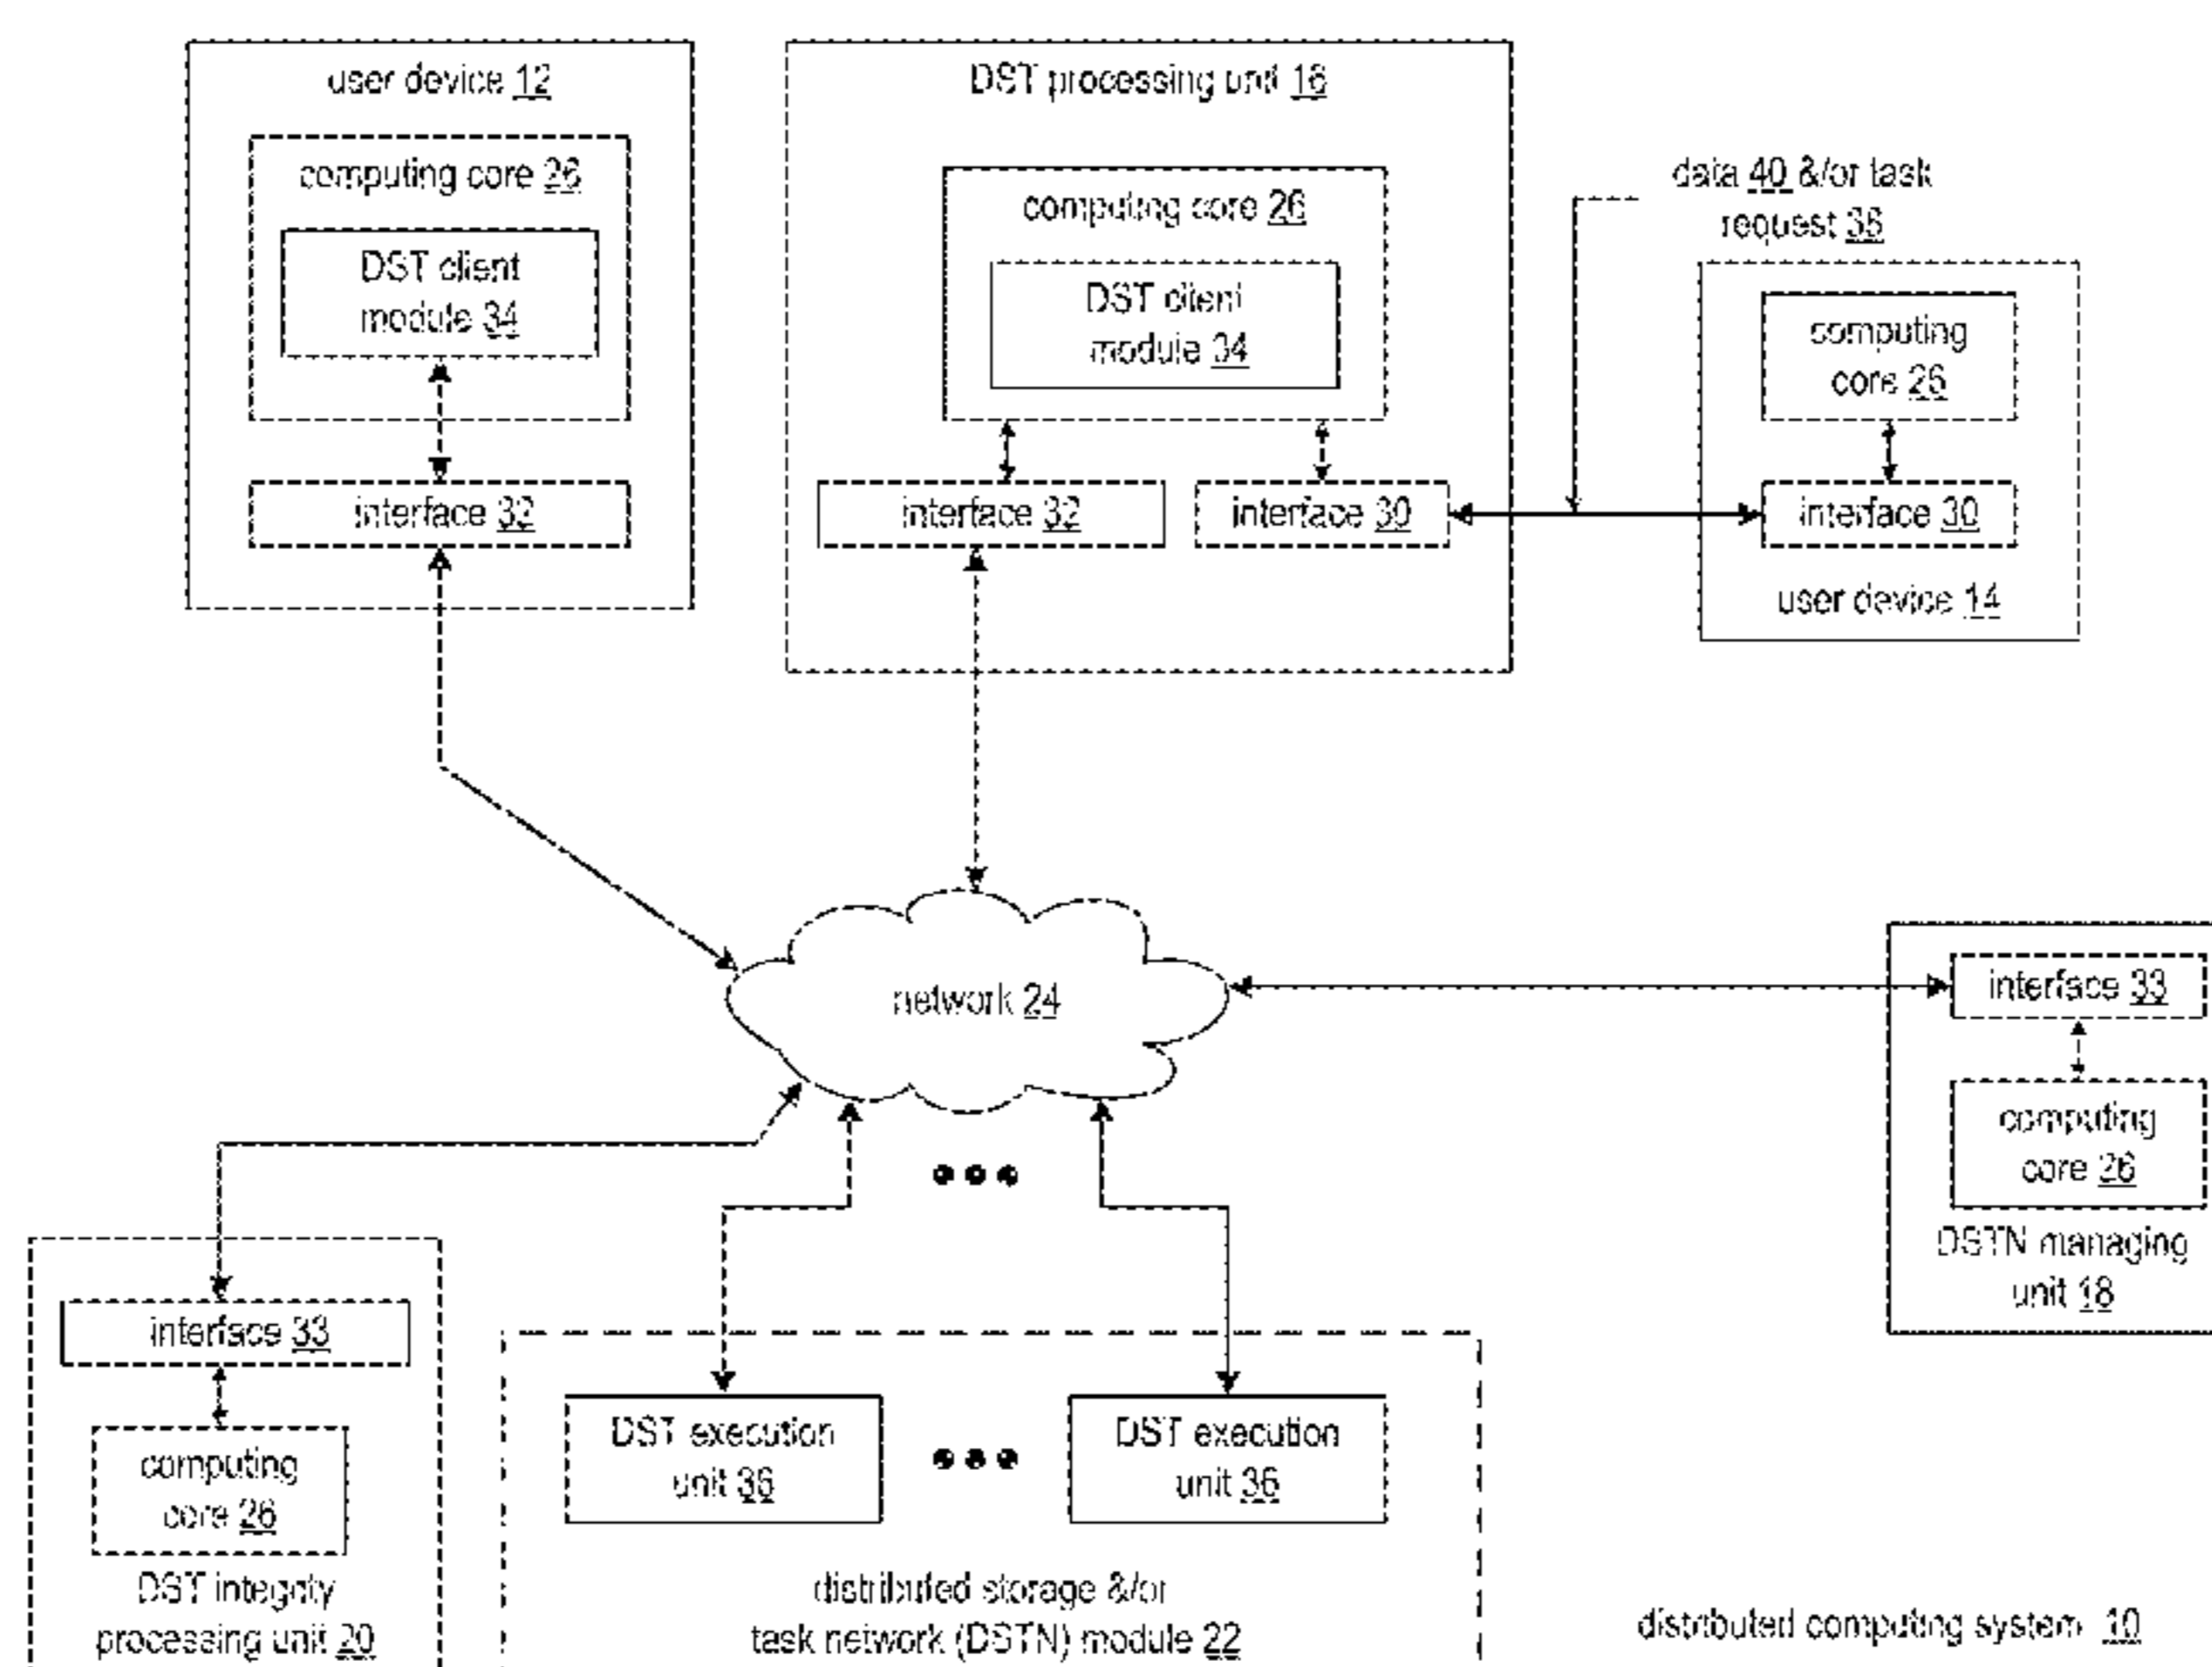 user device 12
computing core 26
DST client
module 34
interface 32
DST processing unit 16
computing core 26
DST client
module 34
interface 32
interface 30
data 40 &/or task
request 38
computing
core 26
interface 30
user device 14
network 24
interface 33
computing
core 26
DSTN managing
unit 18
interface 33
computing
core 26
DST integrity
processing unit 20
DST execution
unit 36
DST execution
unit 36
distributed storage &/or
task network (DSTN) module 22
distributed computing system 10